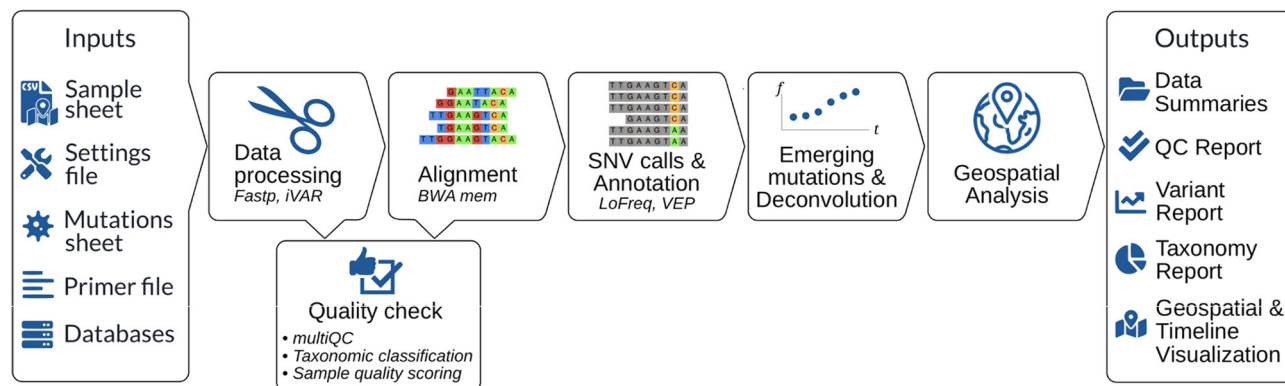 Inputs
CSV
Sample
sheet
Settings
file
Mutations
sheet
Primer file
Databases
Data
processing
Fastp, iVAR
GAATTACA
GGAATACA
TTGAAGTCA
TGAAGTCA
TTGGAAGTACA
Alignment
BWA mem
Quality check
• multiQC
• Taxonomic classification
• Sample quality scoring
TTGAAGTCA
TTGAAGTCA
TTGAAGTCA
GAAGTCA
TTGAAGTAA
TTGAAGTAA
SNV calls &
Annotation
LoFreq, VEP
f
t
Emerging
mutations &
Deconvolution
Geospatial
Analysis
Outputs
Data
Summaries
QC Report
Variant
Report
Taxonomy
Report
Geospatial &
Timeline
Visualization